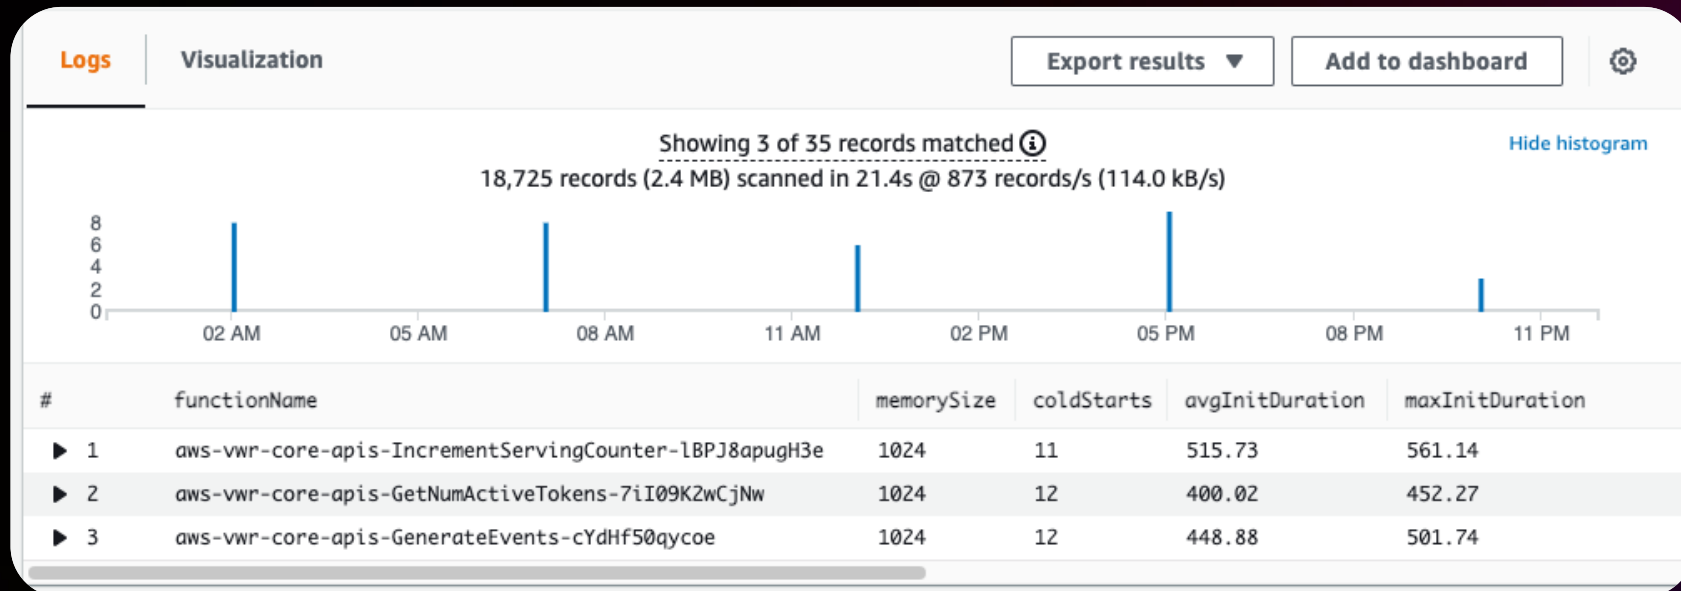 Logs Visualization Export results Add to dashboard
Showing 3 of 35 records matched
Hide histogram
18,725 records (2.4 MB) scanned in 21.4s @ 873 records/s (114.0 kB/s)
8
6
4
2
0
02 AM 05 AM 08 AM 11 AM 02 PM 05 PM 08 PM 11 PM
# functionName memorySize coldStarts avgInitDuration maxInitDuration
1 aws-vwr-core-apis-IncrementServingCounter-lBPJ8apugH3e 1024 11 515.73 561.14
2 aws-vwr-core-apis-GetNumActiveTokens-7iI09K2wCjNw 1024 12 400.02 452.27
3 aws-vwr-core-apis-GenerateEvents-cYdHf50qycoe 1024 12 448.88 501.74